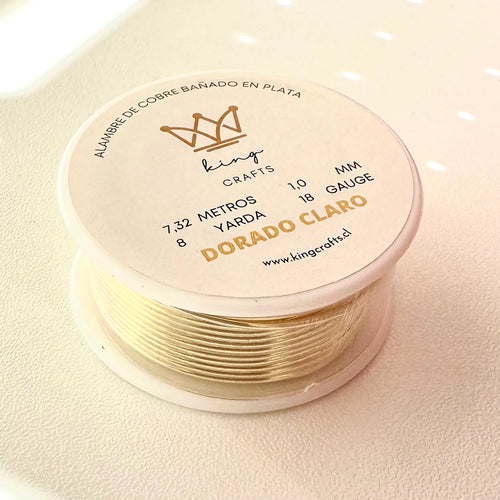 ALAMBRE DE COBRE BAÑADO EN PLATA
king
CRAFTS
7,32 METROS 1,0 MM
8 YARDA 18 GAUGE
DORADO CLARO
www.kingcrafts.cl